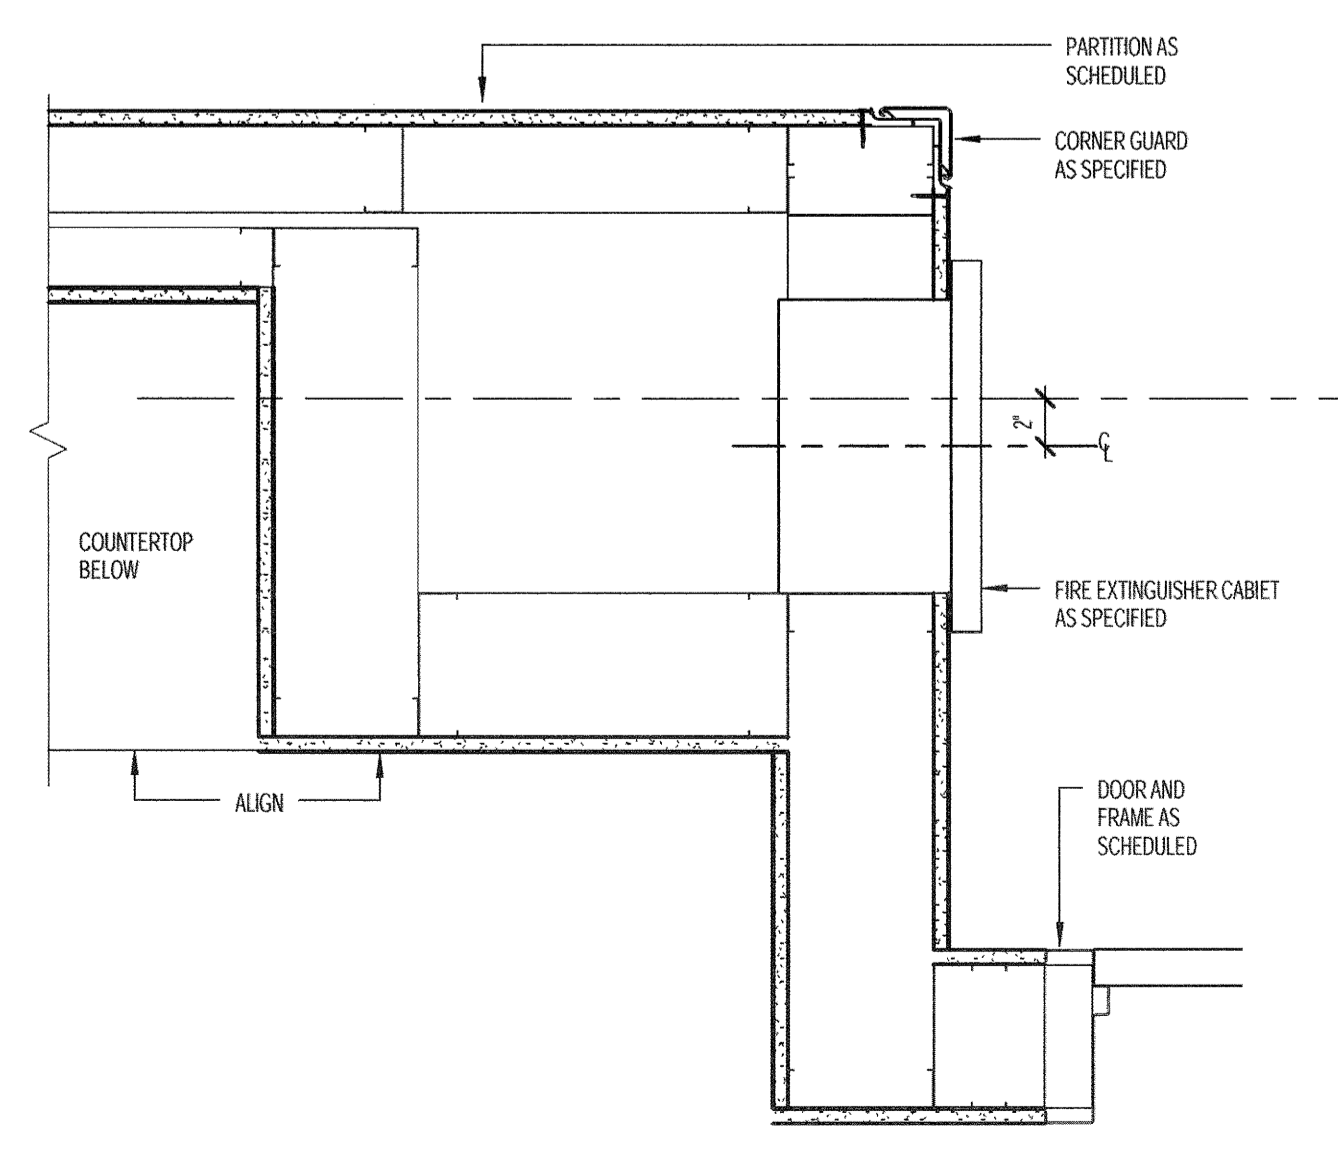 PARTITION AS
SCHEDULED
CORNER GUARD
AS SPECIFIED
2"
CL
COUNTERTOP
BELOW
FIRE EXTINGUISHER CABIET
AS SPECIFIED
ALIGN
DOOR AND
FRAME AS
SCHEDULED